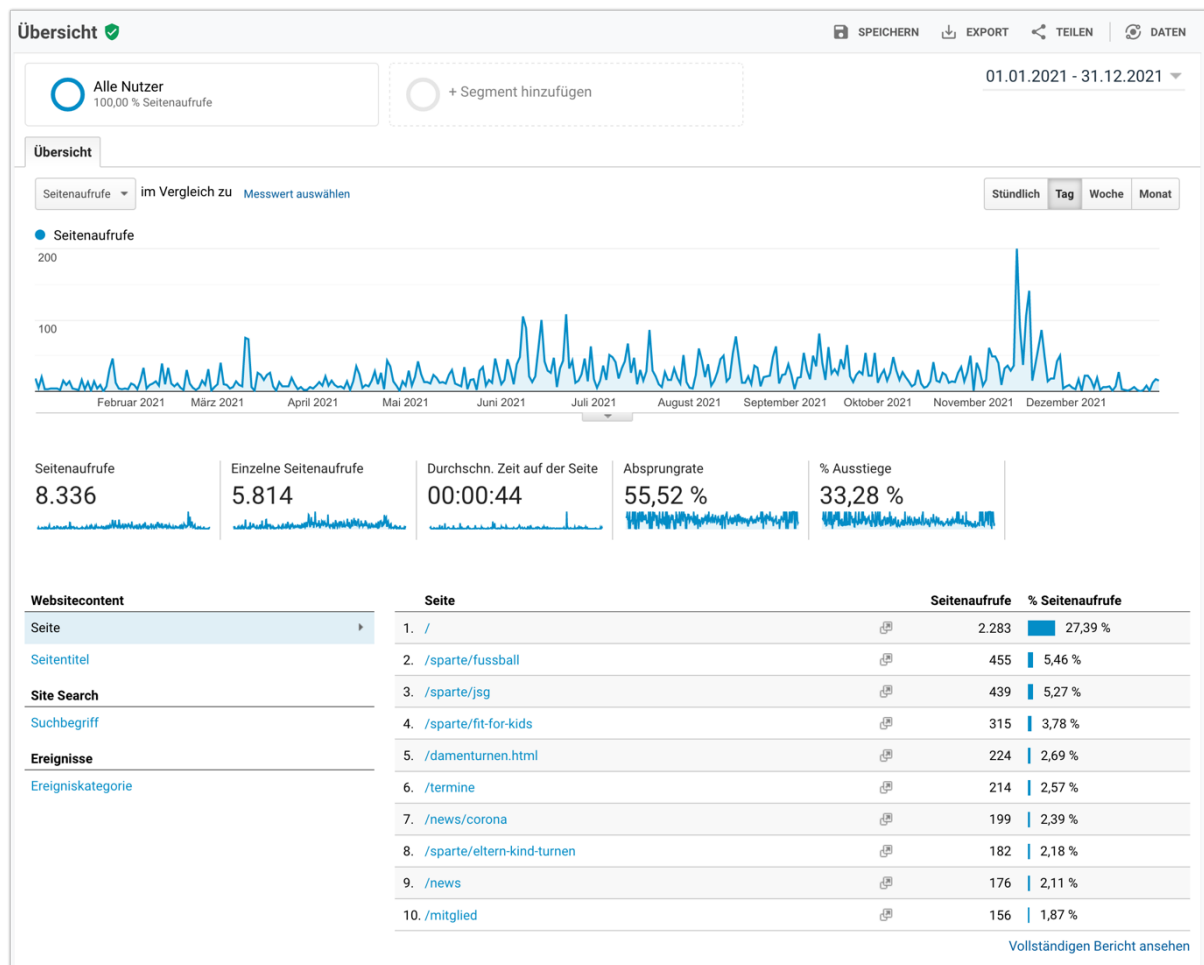 Übersicht
SPEICHERN EXPORT TEILEN DATEN
Alle Nutzer
100,00 % Seitenaufrufe
+ Segment hinzufügen
01.01.2021 - 31.12.2021
Übersicht
Seitenaufrufe im Vergleich zu Messwert auswählen
Stündlich Tag Woche Monat
Seitenaufrufe
200
100
Februar 2021 März 2021 April 2021 Mai 2021 Juni 2021 Juli 2021 August 2021 September 2021 Oktober 2021 November 2021 Dezember 2021
Seitenaufrufe Einzelne Seitenaufrufe Durchschn. Zeit auf der Seite Absprungrate % Ausstiege
8.336 5.814 00:00:44 55,52 % 33,28 %
Websitecontent
Seite
Seitentitel
Site Search
Suchbegriff
Ereignisse
Ereigniskategorie
Seite Seitenaufrufe % Seitenaufrufe
1. / 2.283 27,39 %
2. /sparte/fussball 455 5,46 %
3. /sparte/jsg 439 5,27 %
4. /sparte/fit-for-kids 315 3,78 %
5. /damenturnen.html 224 2,69 %
6. /termine 214 2,57 %
7. /news/corona 199 2,39 %
8. /sparte/eltern-kind-turnen 182 2,18 %
9. /news 176 2,11 %
10. /mitglied 156 1,87 %
Vollständigen Bericht ansehen